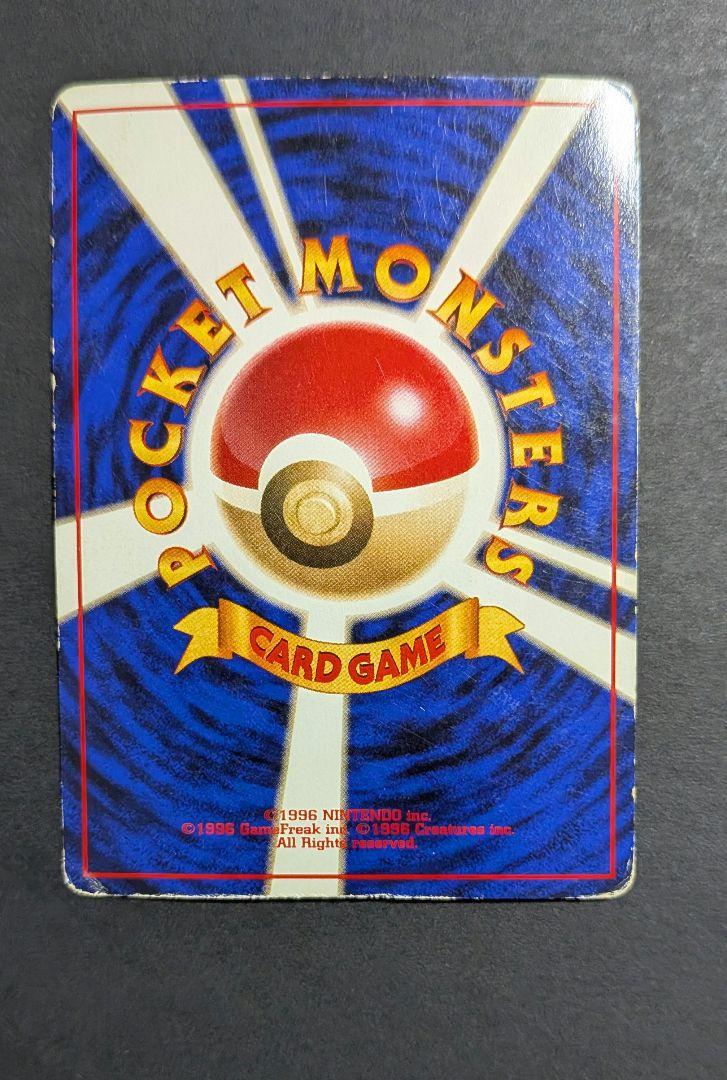 POCKET MONSTERS
CARD GAME
©1996 NINTENDO inc.
©1996 GameFreak inc. ©1996 Creatures inc.
All Rights reserved.